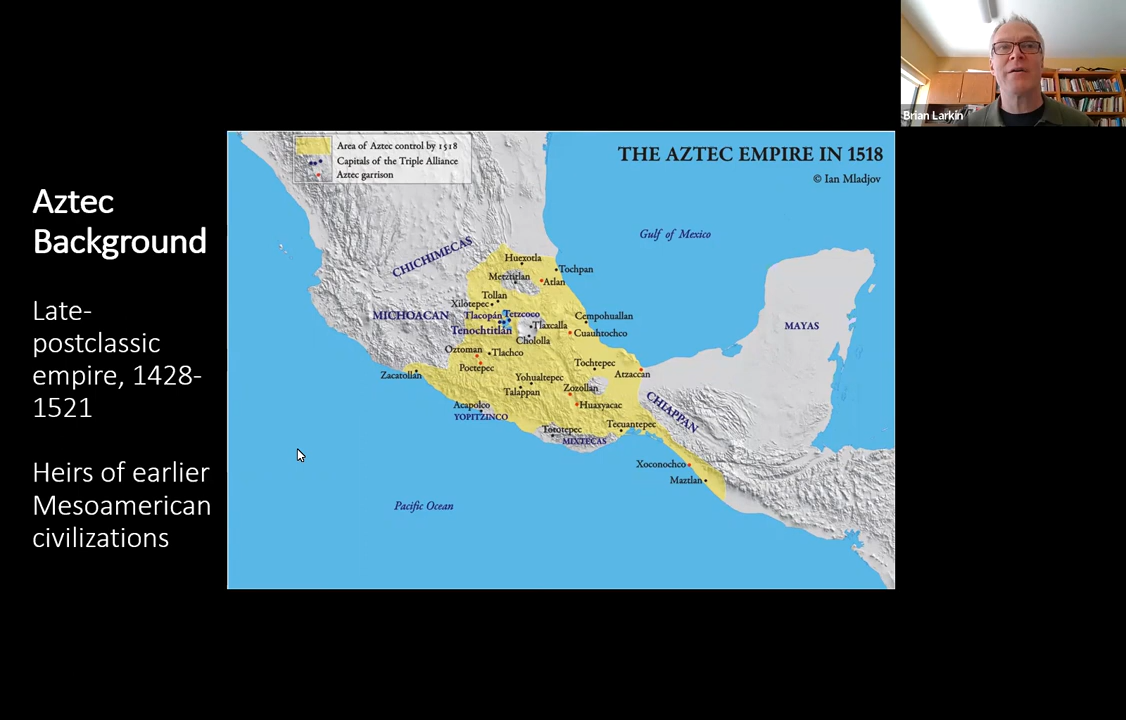 Brian Larkin
Aztec
Background
Late-
postclassic
empire, 1428-
1521
Heirs of earlier
Mesoamerican
civilizations
Area of Aztec control by 1518
Capitals of the Triple Alliance
Aztec garrison
THE AZTEC EMPIRE IN 1518
© Ian Mladjov
Gulf of Mexico
CHICHIMECAS
Huexotla
Tochpan
Metztitlan
Atlan
Tollan
Xilotepec
MICHOACAN
Tlacopán
Tetzcoco
Cempohuallan
MAYAS
Tenochtitlán
Tlaxcalla
Cuauhtochco
Chololla
Oztoman
Tlachco
Poctepec
Tochtepec
Atzaccan
Zacatollan
Yohualtepec
Talappan
Zozollan
Acapolco
YOPITZINCO
Huaxyacac
CHIAPPAN
Tototepec
MIXTECAS
Tecuantepec
Xoconochco
Maztlan
Pacific Ocean